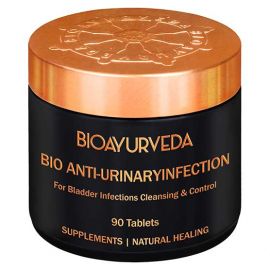 BIOAYURVEDA
BIO ANTI-URINARYINFECTION
For Bladder Infections Cleansing & Control
90 Tablets
SUPPLEMENTS | NATURAL HEALING